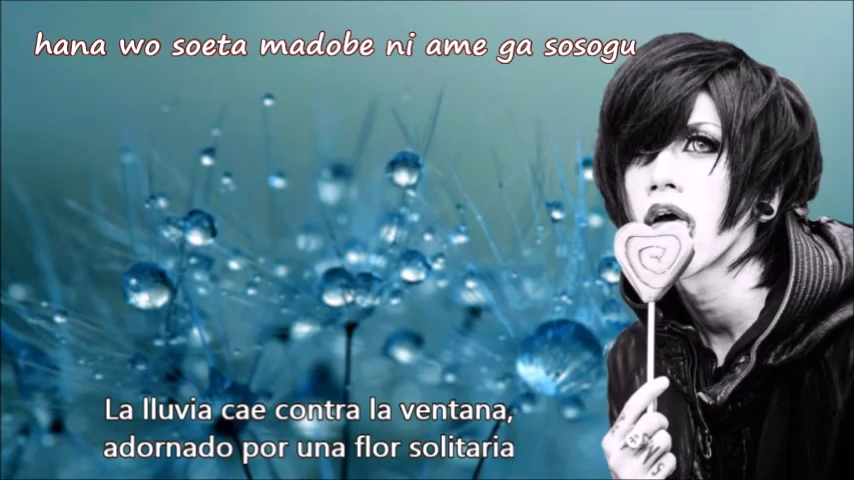 hana wo soeta madobe ni ame ga sosogu
La lluvia cae contra la ventana,
adornado por una flor solitaria